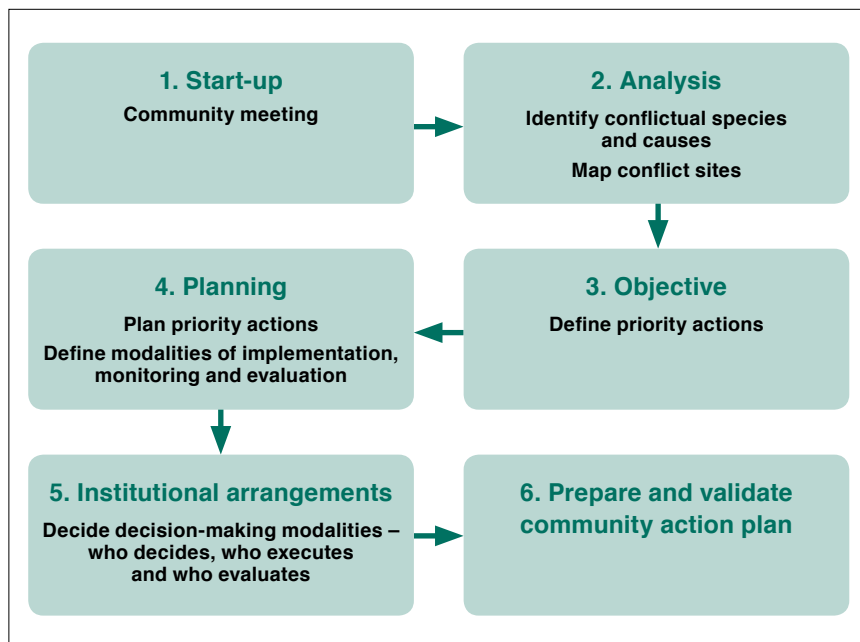 1. Start-up
Community meeting
2. Analysis
Identify conflictual species
and causes
Map conflict sites
3. Objective
Define priority actions
4. Planning
Plan priority actions
Define modalities of implementation,
monitoring and evaluation
5. Institutional arrangements
Decide decision-making modalities –
who decides, who executes
and who evaluates
6. Prepare and validate
community action plan